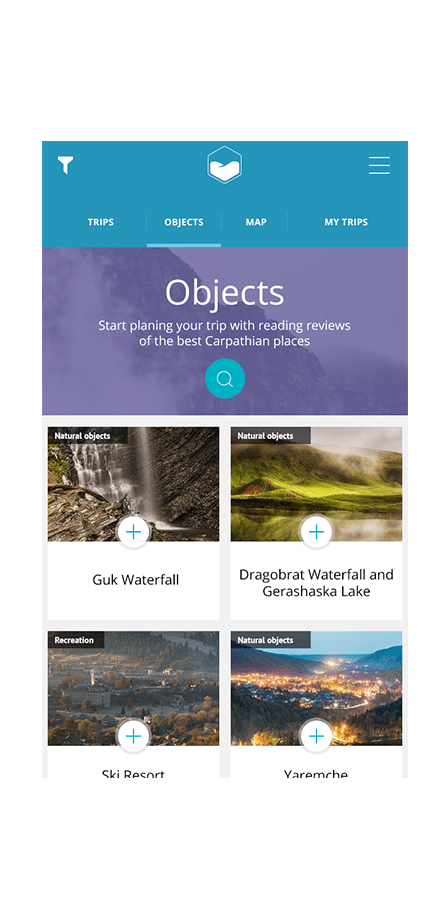 TRIPS OBJECTS MAP MY TRIPS
Objects
Start planing your trip with reading reviews
of the best Carpathian places
Natural objects
Guk Waterfall
Natural objects
Dragobrat Waterfall and
Gerashaska Lake
Recreation
Ski Resort
Natural objects
Yaremche